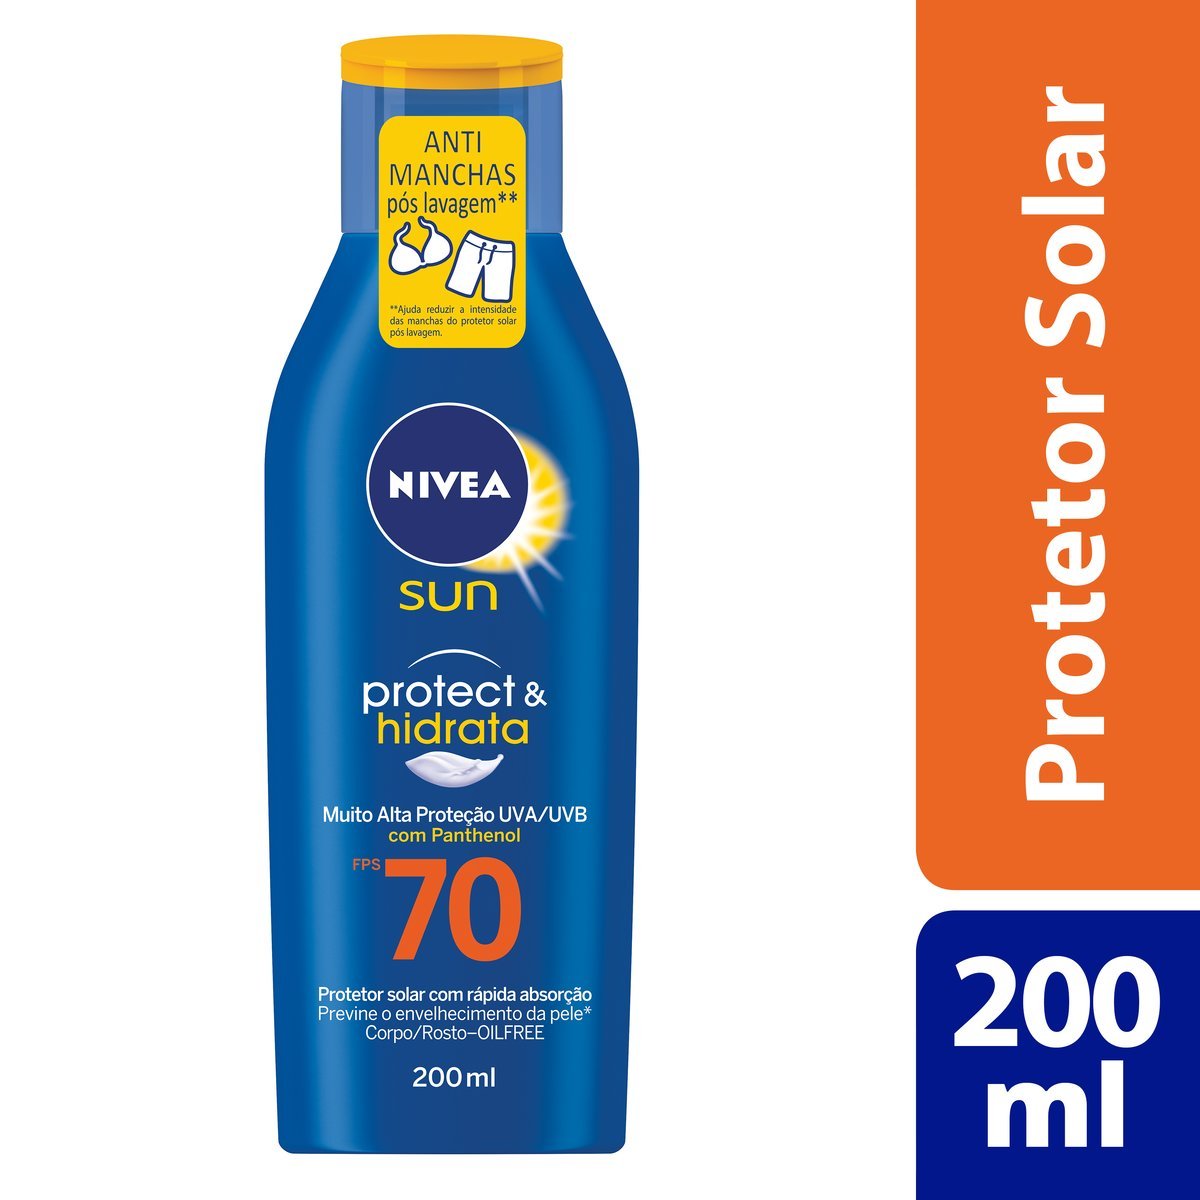 ANTI
MANCHAS
pós lavagem**
**Ajuda reduzir a intensidade
das manchas do protetor solar
pós lavagem.
NIVEA
sun
protect &
hidrata
Muito Alta Proteção UVA/UVB
com Panthenol
FPS 70
Protetor solar com rápida absorção
Previne o envelhecimento da pele*
Corpo/Rosto–OILFREE
200 ml
Protetor Solar
200
ml